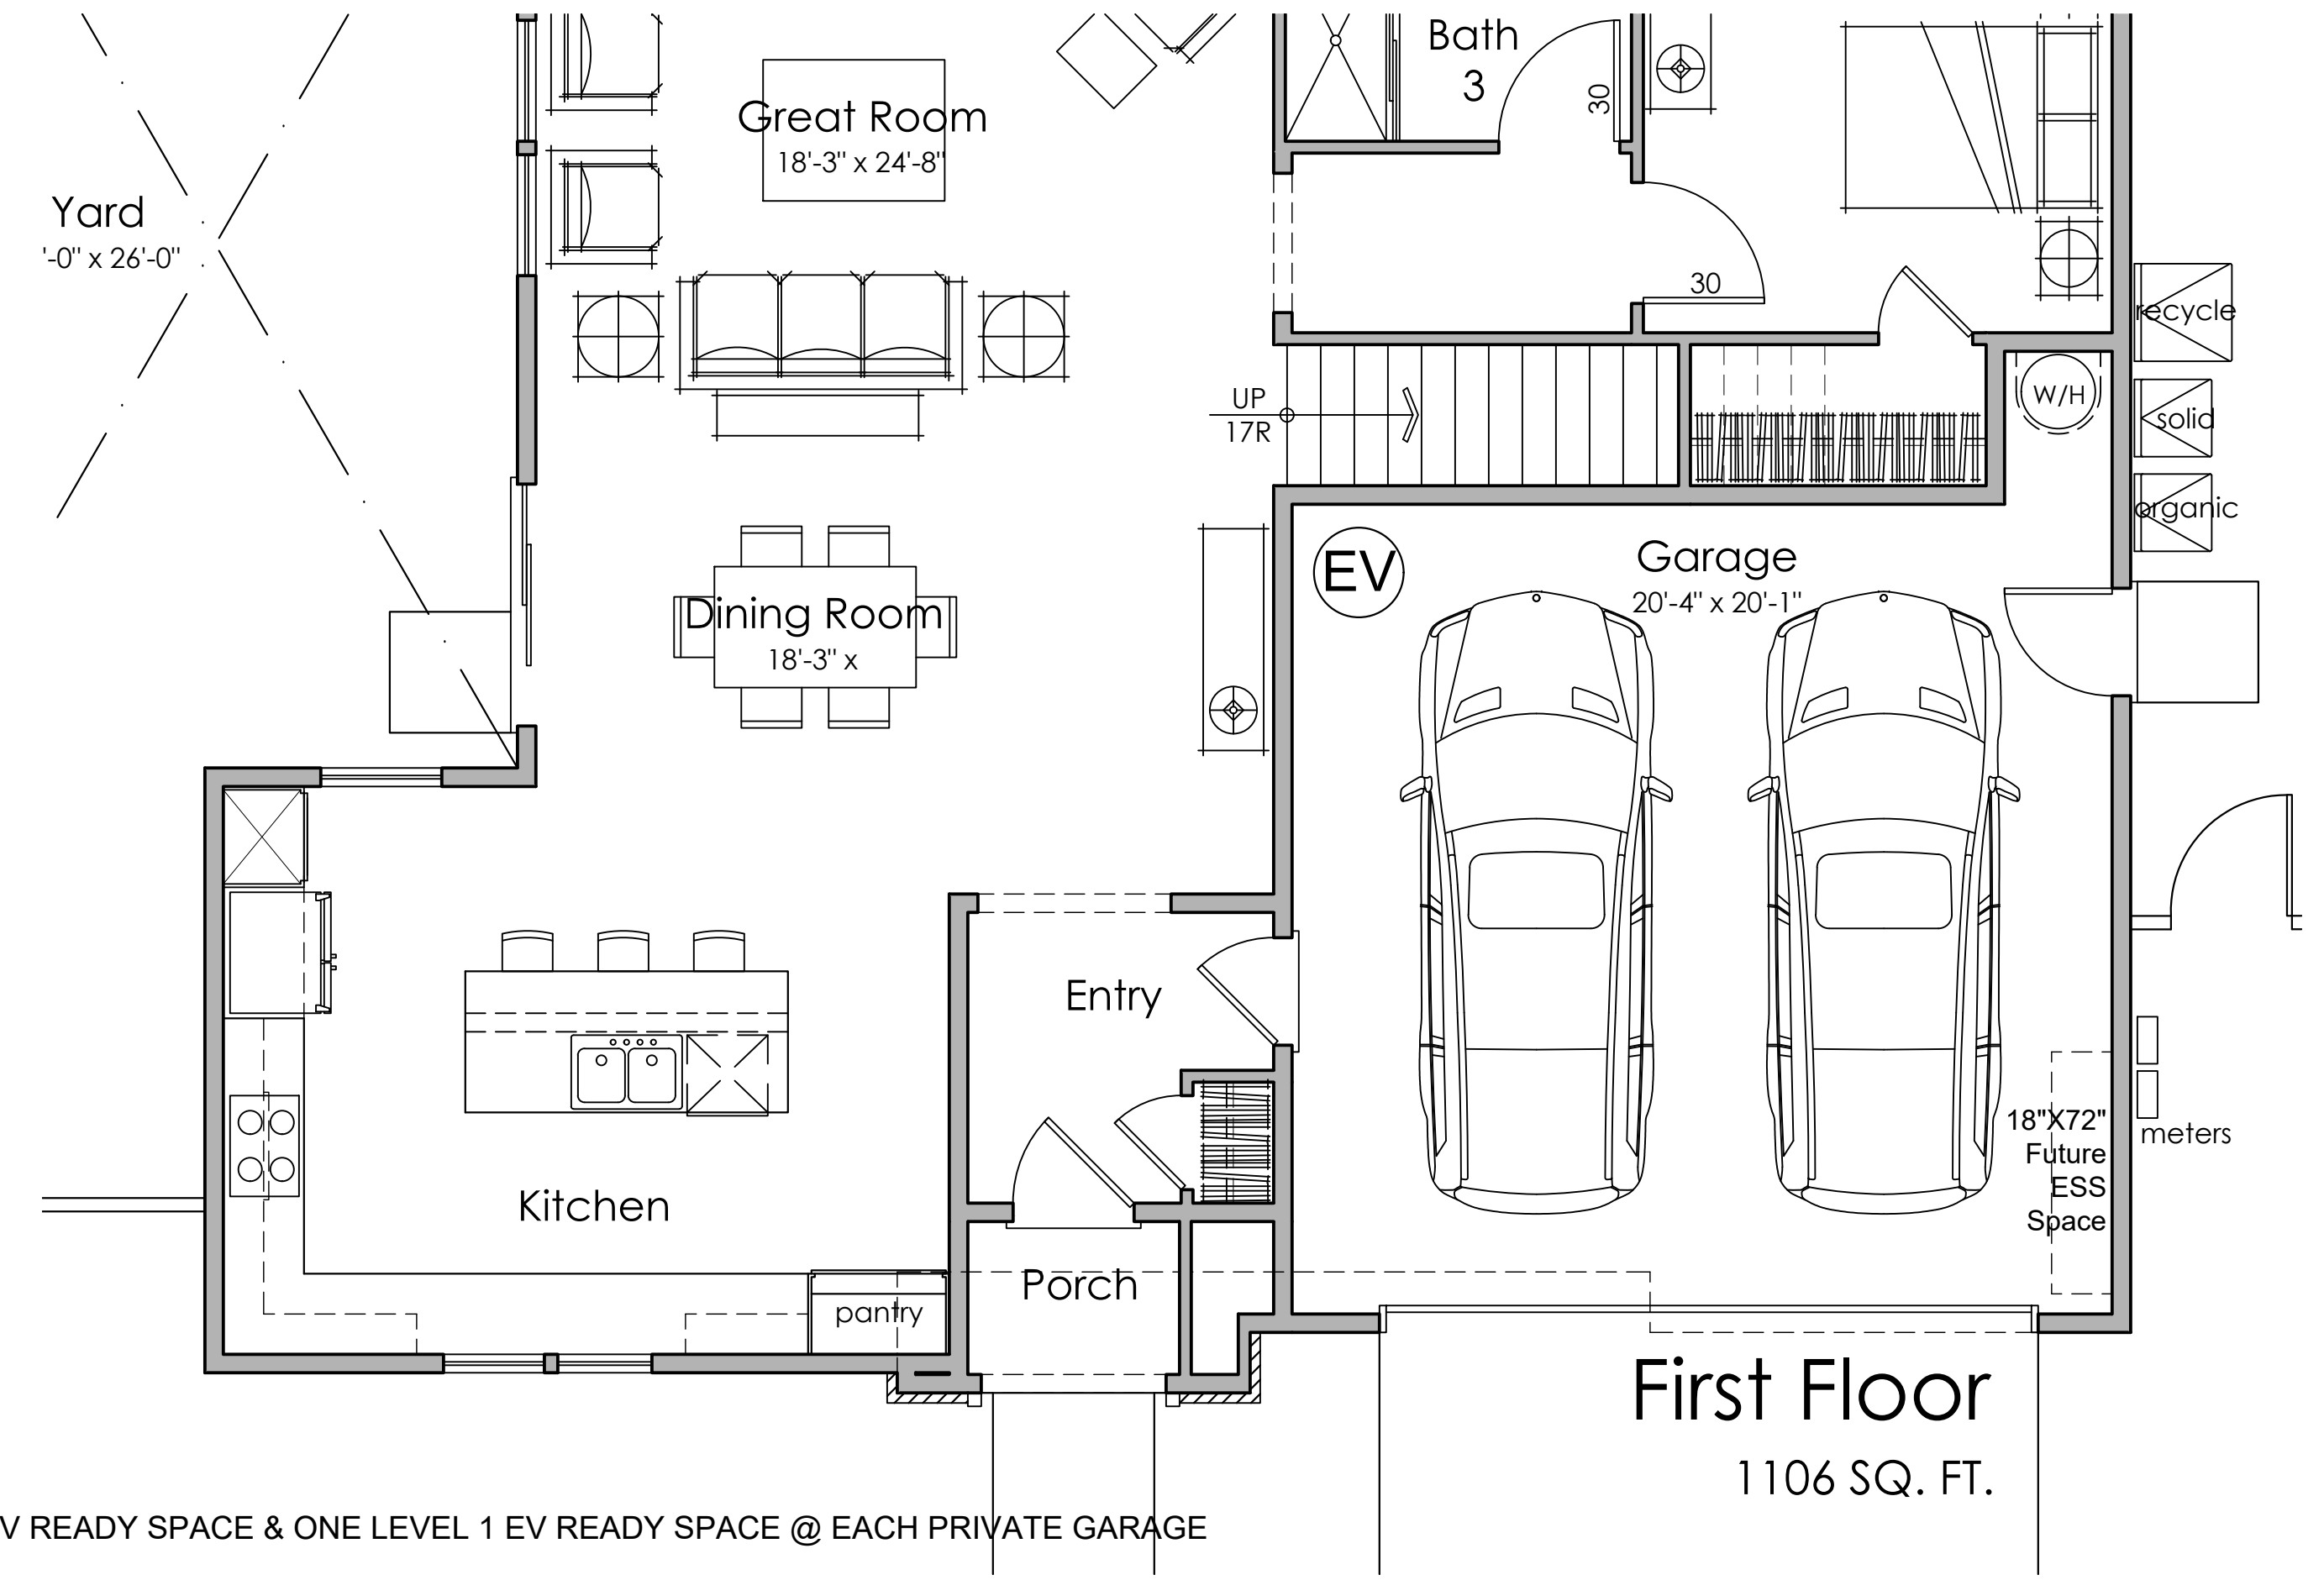 Bath
3
30
Great Room
18'-3" x 24'-8"
Yard
'-0" x 26'-0"
30
recycle
UP
17R
W/H
solid
organic
EV
Garage
20'-4" x 20'-1"
Dining Room
18'-3" x
Entry
18"X72"
Future
ESS
Space
meters
Kitchen
Porch
pantry
First Floor
1106 SQ. FT.
V READY SPACE & ONE LEVEL 1 EV READY SPACE @ EACH PRIVATE GARAGE